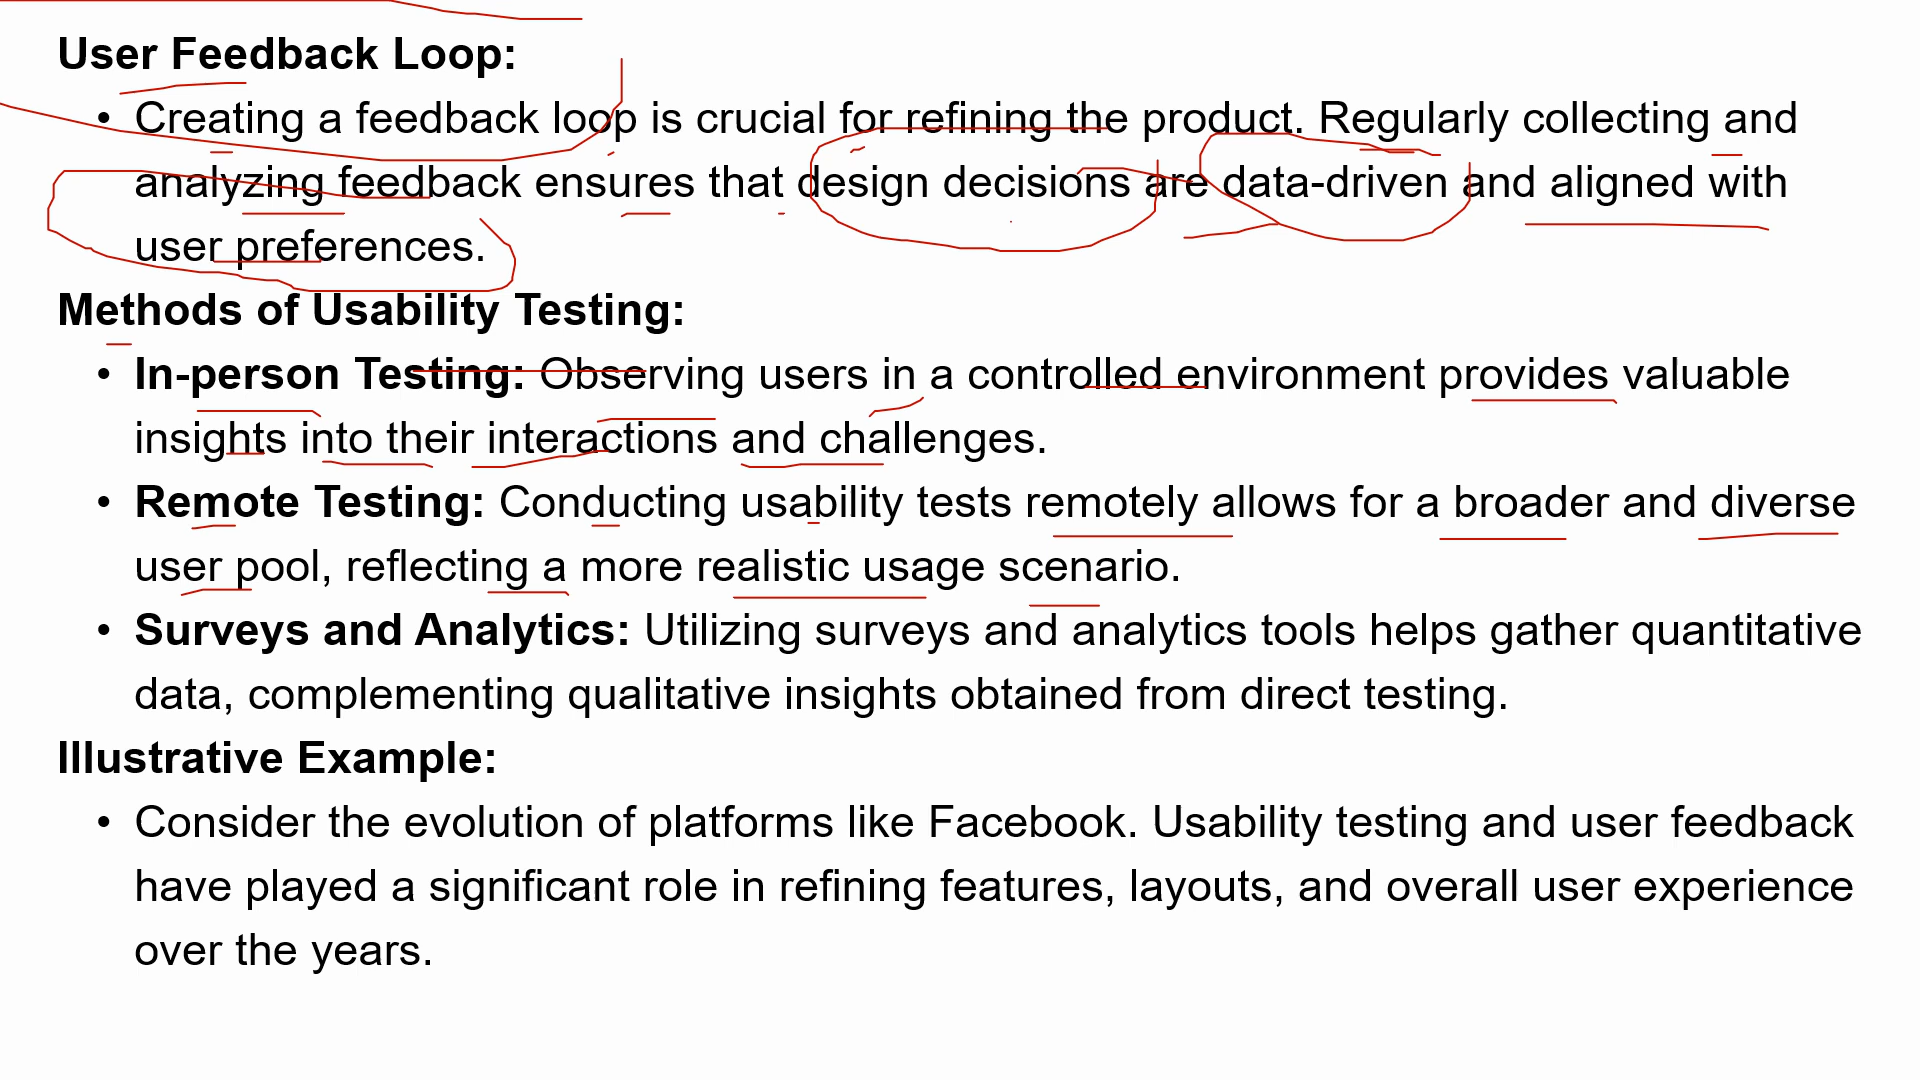 User Feedback Loop:
• Creating a feedback loop is crucial for refining the product. Regularly collecting and
analyzing feedback ensures that design decisions are data-driven and aligned with
user preferences.
Methods of Usability Testing:
• In-person Testing: Observing users in a controlled environment provides valuable
insights into their interactions and challenges.
• Remote Testing: Conducting usability tests remotely allows for a broader and diverse
user pool, reflecting a more realistic usage scenario.
• Surveys and Analytics: Utilizing surveys and analytics tools helps gather quantitative
data, complementing qualitative insights obtained from direct testing.
Illustrative Example:
• Consider the evolution of platforms like Facebook. Usability testing and user feedback
have played a significant role in refining features, layouts, and overall user experience
over the years.